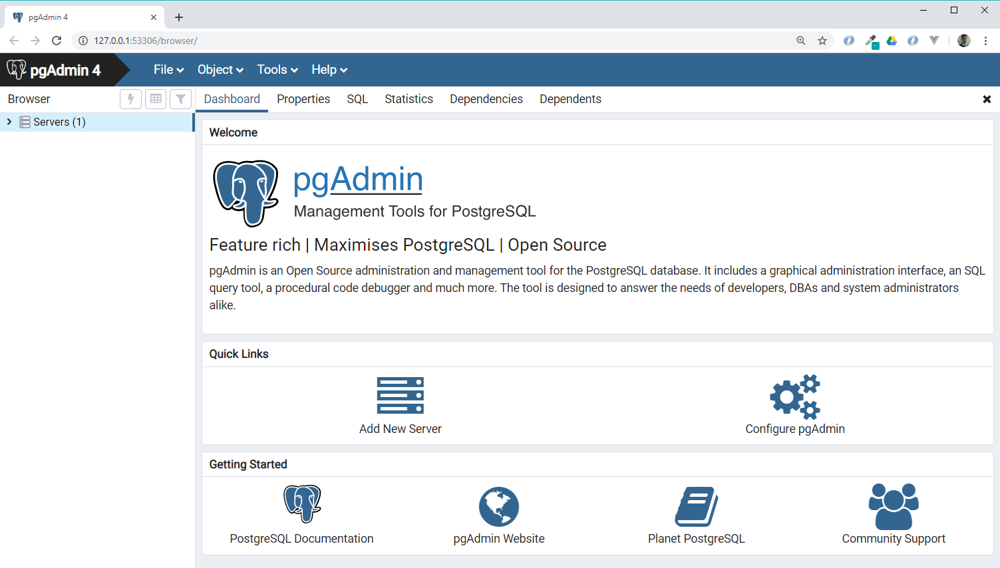 pgAdmin 4
127.0.0.1:53306/browser/
pgAdmin 4
File Object Tools Help
Browser
Dashboard Properties SQL Statistics Dependencies Dependents
Servers (1)
Welcome
pgAdmin
Management Tools for PostgreSQL
Feature rich | Maximises PostgreSQL | Open Source
pgAdmin is an Open Source administration and management tool for the PostgreSQL database. It includes a graphical administration interface, an SQL
query tool, a procedural code debugger and much more. The tool is designed to answer the needs of developers, DBAs and system administrators
alike.
Quick Links
Add New Server
Configure pgAdmin
Getting Started
PostgreSQL Documentation
pgAdmin Website
Planet PostgreSQL
Community Support